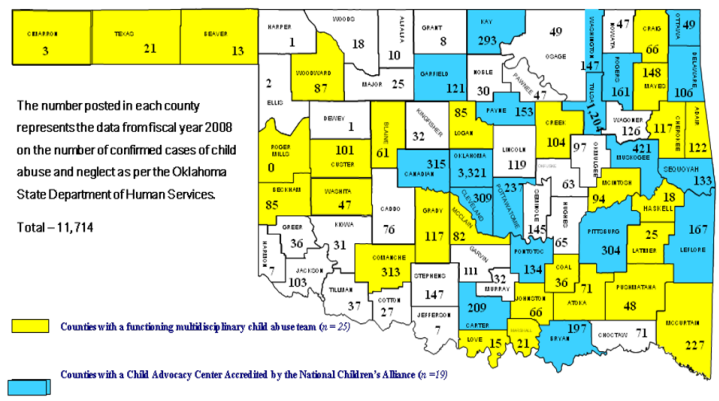 CIMARRON
3
TEXAS
21
BEAVER
13
HARPER
1
WOODS
18
ALFALFA
10
GRANT
8
KAY
293
49
OSAGE
WASHINGTON
147
47
NOWATA
CRAIG
66
OTTAWA
49
WOODWARD
87
MAJOR 25
GARFIELD
121
NOBLE
30
PAWNEE
47
TULSA
1,204
ROGERS
161
148
MAYES
DELAWARE
106
2
ELLIS
DEWEY
1
BLAINE
61
KINGFISHER
32
85
LOGAN
PAYNE 153
CREEK
104
WAGONER
126
117
CHEROKEE
ADAIR
122
The number posted in each county
represents the data from fiscal year 2008
on the number of confirmed cases of child
abuse and neglect as per the Oklahoma
State Department of Human Services.
Total – 11,714
ROGER
MILLS
0
101
CUSTER
315
CANADIAN
OKLAHOMA
3,321
LINCOLN
119
97
OKMULGEE
421
MUSKOGEE
SEQUOYAH
133
BECKHAM
85
WASHITA
47
CADDO
76
GRADY
117
309
CLEVELAND
MCCLAIN
82
237
POTTAWATOMIE
SEMINOLE
145
63
HUGHES
65
MCINTOSH
94
18
HASKELL
GREER
36
KIOWA
31
COMANCHE
313
GARVIN
111
PONTOTOC
134
PITTSBURG
304
25
LATIMER
167
LEFLORE
HARMON
7
JACKSON
103
TILLMAN
37
COTTON
27
STEPHENS
147
32
MURRAY
COAL
36
71
ATOKA
PUSHMATAHA
48
JEFFERSON
7
209
CARTER
JOHNSTON
66
LOVE 15
MARSHALL
21
197
BRYAN
CHOCTAW 71
MCCURTAIN
227
Counties with a functioning multidisciplinary child abuse team (n = 25)
Counties with a Child Advocacy Center Accredited by the National Children's Alliance (n =19)